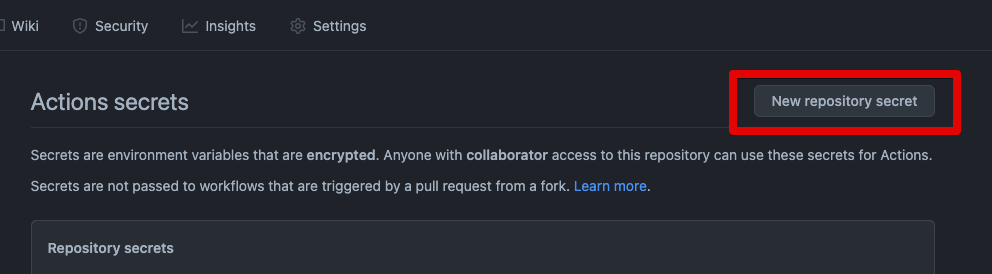 Wiki Security Insights Settings
Actions secrets
New repository secret
Secrets are environment variables that are encrypted. Anyone with collaborator access to this repository can use these secrets for Actions.
Secrets are not passed to workflows that are triggered by a pull request from a fork. Learn more.
Repository secrets